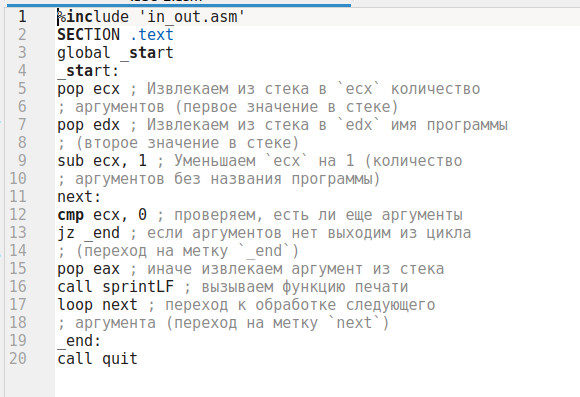 1 %include 'in_out.asm'
2 SECTION .text
3 global _start
4 _start:
5 pop ecx ; Извлекаем из стека в `ecx` количество
6 ; аргументов (первое значение в стеке)
7 pop edx ; Извлекаем из стека в `edx` имя программы
8 ; (второе значение в стеке)
9 sub ecx, 1 ; Уменьшаем `ecx` на 1 (количество
10 ; аргументов без названия программы)
11 next:
12 cmp ecx, 0 ; проверяем, есть ли еще аргументы
13 jz _end ; если аргументов нет выходим из цикла
14 ; (переход на метку `_end`)
15 pop eax ; иначе извлекаем аргумент из стека
16 call sprintLF ; вызываем функцию печати
17 loop next ; переход к обработке следующего
18 ; аргумента (переход на метку `next`)
19 _end:
20 call quit